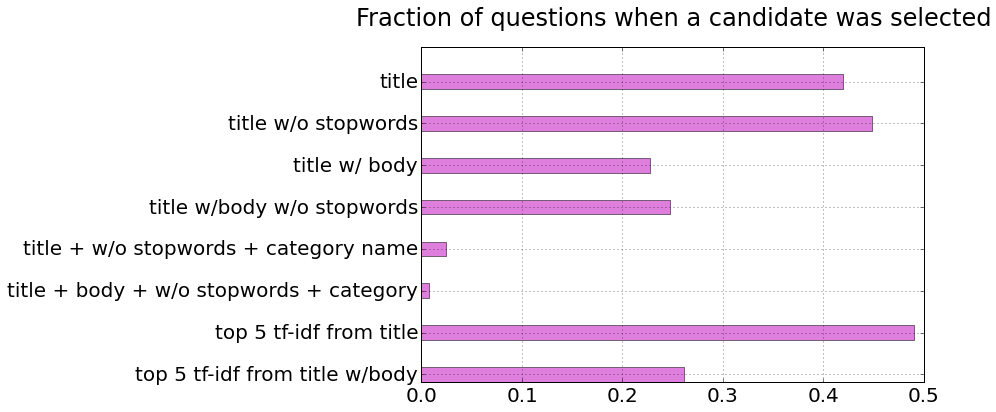 Fraction of questions when a candidate was selected
title
title w/o stopwords
title w/ body
title w/body w/o stopwords
title + w/o stopwords + category name
title + body + w/o stopwords + category
top 5 tf-idf from title
top 5 tf-idf from title w/body
0.0 0.1 0.2 0.3 0.4 0.5